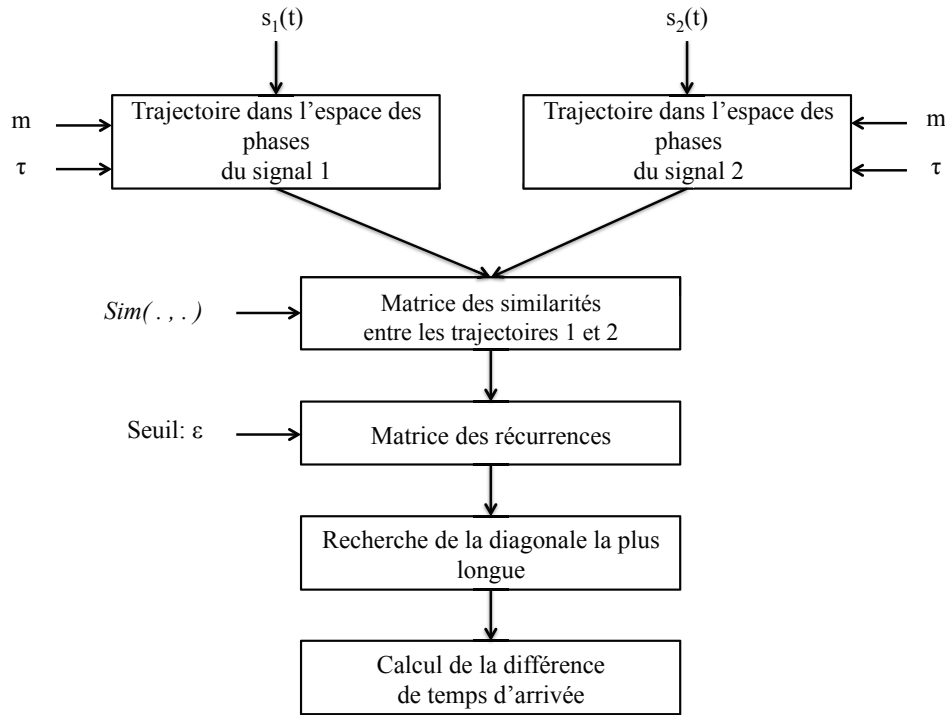 s₁(t)
s₂(t)
Trajectoire dans l’espace des
phases
du signal 1
Trajectoire dans l’espace des
phases
du signal 2
m
τ
m
τ
Sim( . , . )
Matrice des similarités
entre les trajectoires 1 et 2
Seuil: ε
Matrice des récurrences
Recherche de la diagonale la plus
longue
Calcul de la différence
de temps d’arrivée